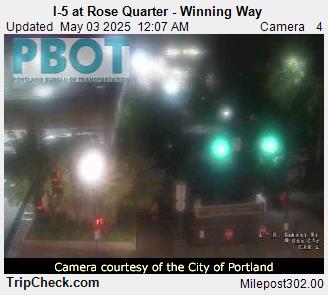 I-5 at Rose Quarter - Winning Way
Updated May 03 2025 12:07 AM Camera 4
PBOT
PORTLAND BUREAU OF TRANSPORTATION
Camera courtesy of the City of Portland
TripCheck.com Milepost302.00